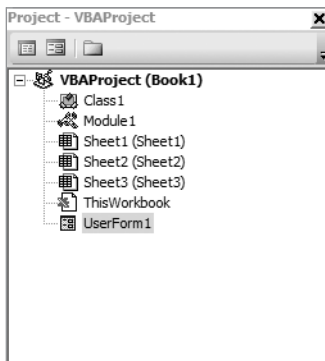 Project - VBAProject
VBAProject (Book1)
Class1
Module1
Sheet1 (Sheet1)
Sheet2 (Sheet2)
Sheet3 (Sheet3)
ThisWorkbook
UserForm1